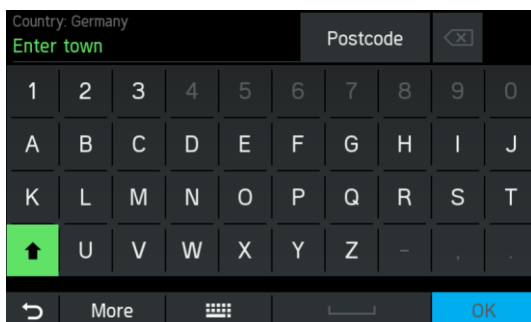 Country: Germany
Enter town
Postcode
1 2 3 4 5 6 7 8 9 0
A B C D E F G H I J
K L M N O P Q R S T
U V W X Y Z - , .
More OK